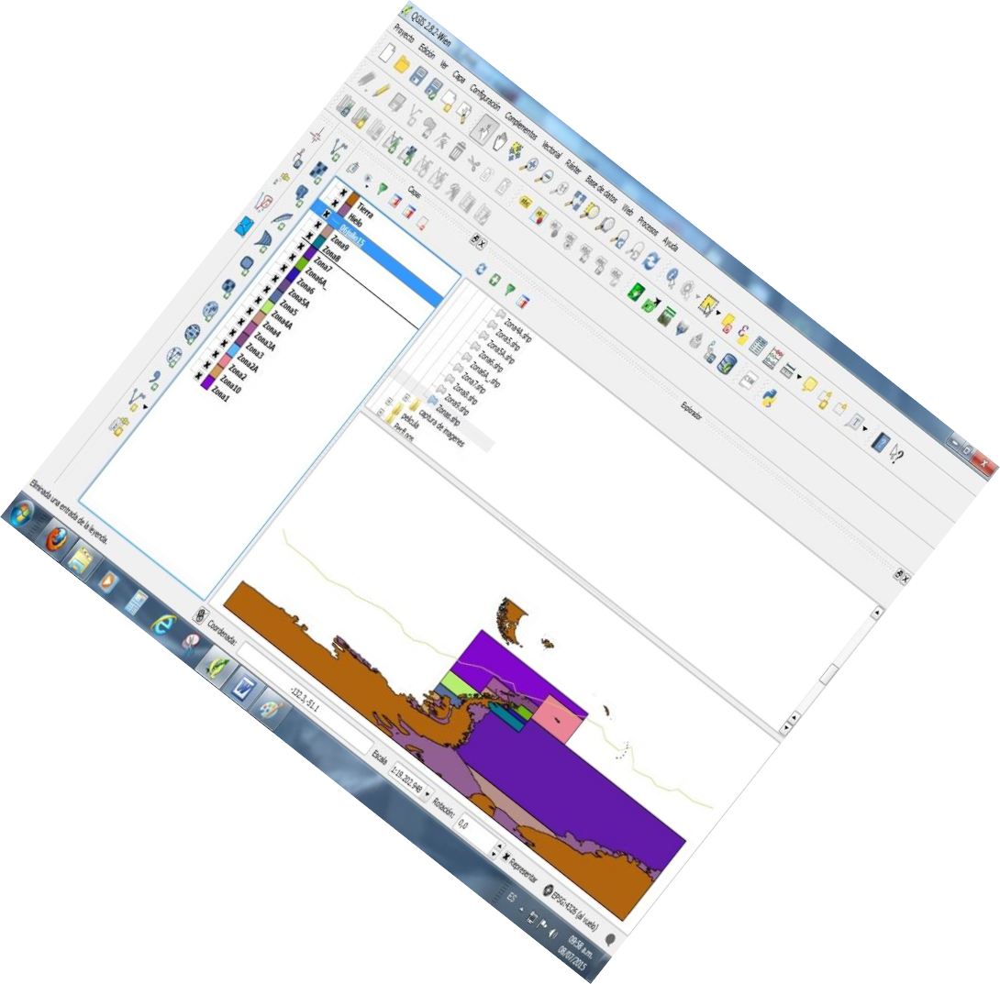 QGIS 2.8.2-Wien
Proyecto Edición Ver Capa Configuración Complementos Vectorial Ráster Base de datos Web Procesos Ayuda
abc
Capas
Tierra
Hielo
Zona9
Zona8
Zona7
Zona6A_
Zona6
Zona5A
Zona5
Zona4A
Zona4
Zona3A
Zona3
Zona2A
Zona2
Zona10
Zona1
Explorador
Zona4A.shp
Zona5.shp
Zona5A.shp
Zona6.shp
Zona6A_.shp
Zona7.shp
Zona8.shp
Zona9.shp
Zonas.shp
captura de imagenes
pelicula
Eliminada una entrada de la leyenda.
Coordenada: -132.3,-51.1 Escala 1:19.202.948 Rotación: 0,0 Representar EPSG:4326 (al vuelo)
ES 09:58 a.m.
08/07/2015